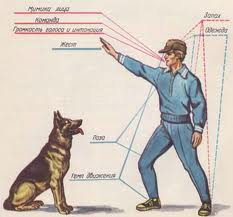 Мимика лица
Команда
Громкость голоса и интонация
Жест
Запах
Одежда
Поза
Темп движения